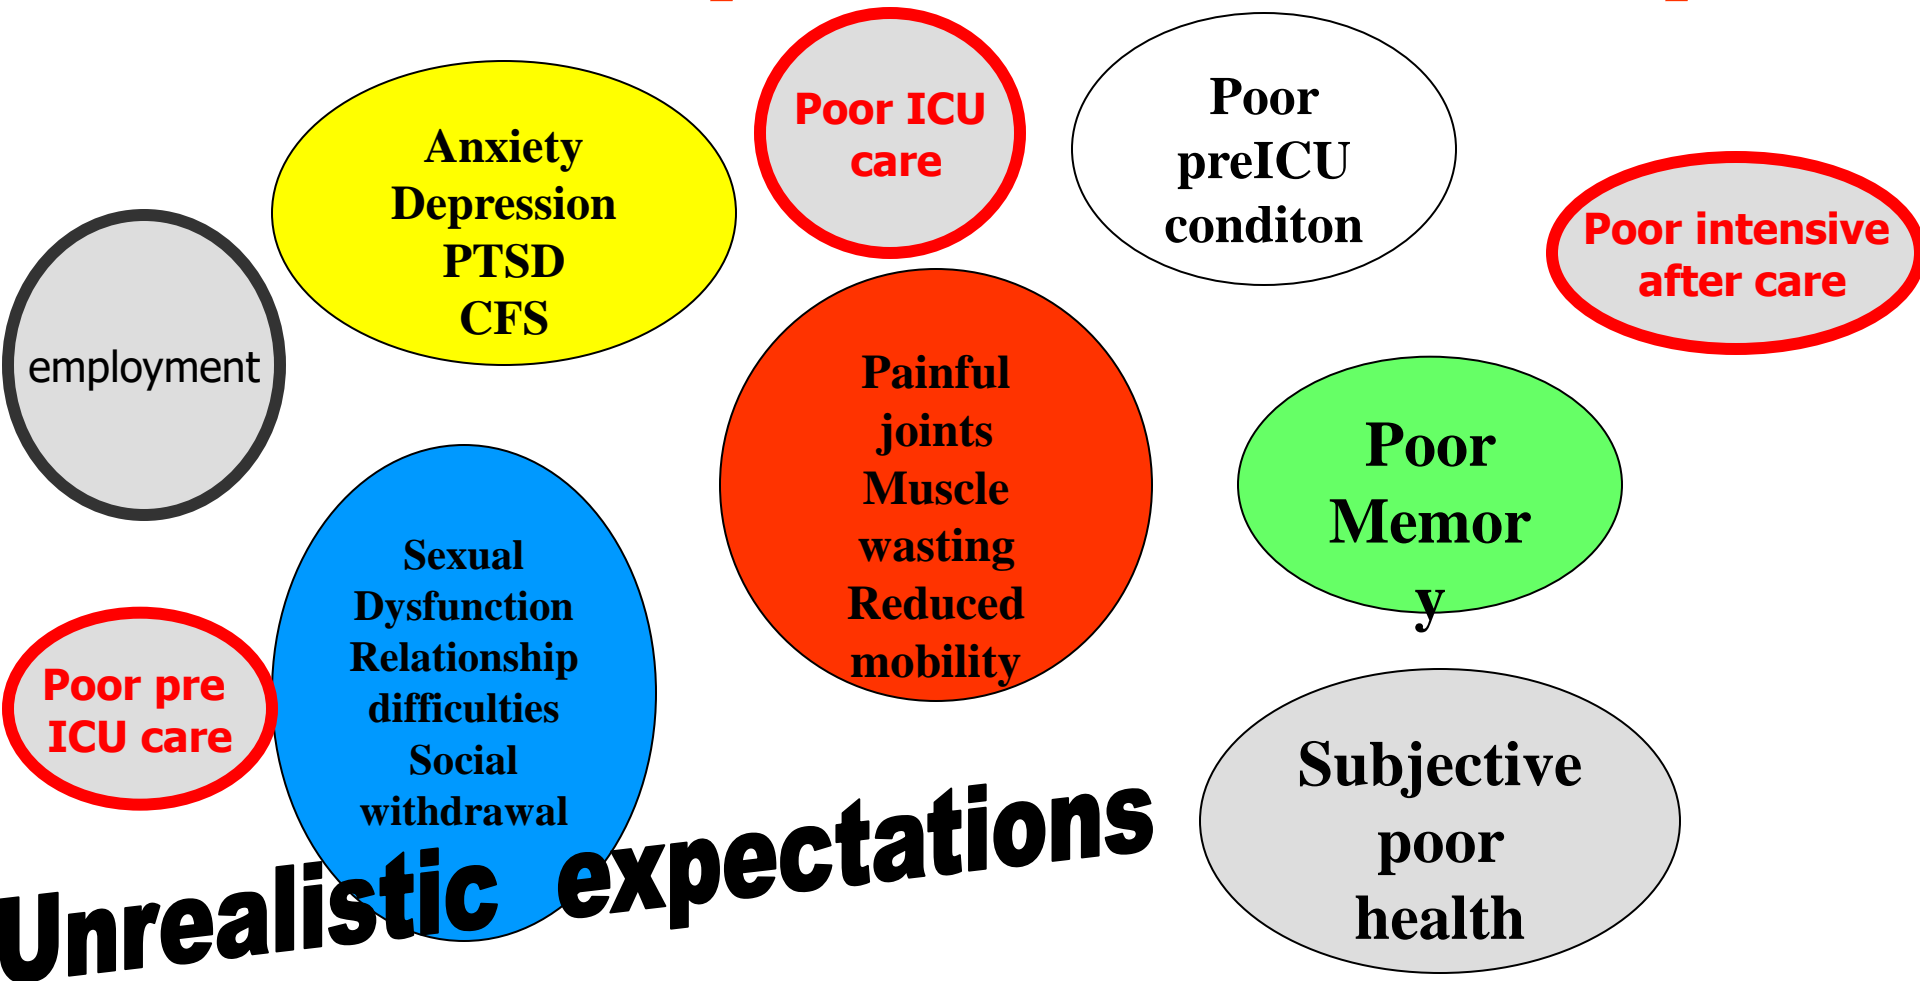 Poor ICU
care
Poor
preICU
conditon
Anxiety
Depression
PTSD
CFS
Poor intensive
after care
employment
Painful
joints
Muscle
wasting
Reduced
mobility
Poor
Memor
y
Sexual
Dysfunction
Relationship
difficulties
Social
withdrawal
Poor pre
ICU care
Subjective
poor
health
Unrealistic expectations